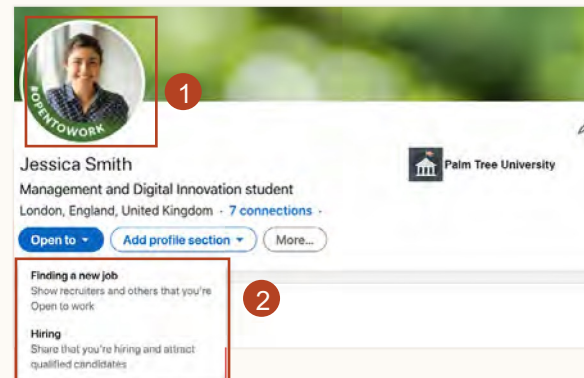 #OPENTOWORK
1
Jessica Smith
Palm Tree University
Management and Digital Innovation student
London, England, United Kingdom · 7 connections ·
Open to
Add profile section
More...
Finding a new job
Show recruiters and others that you're
Open to work
2
Hiring
Share that you're hiring and attract
qualified candidates